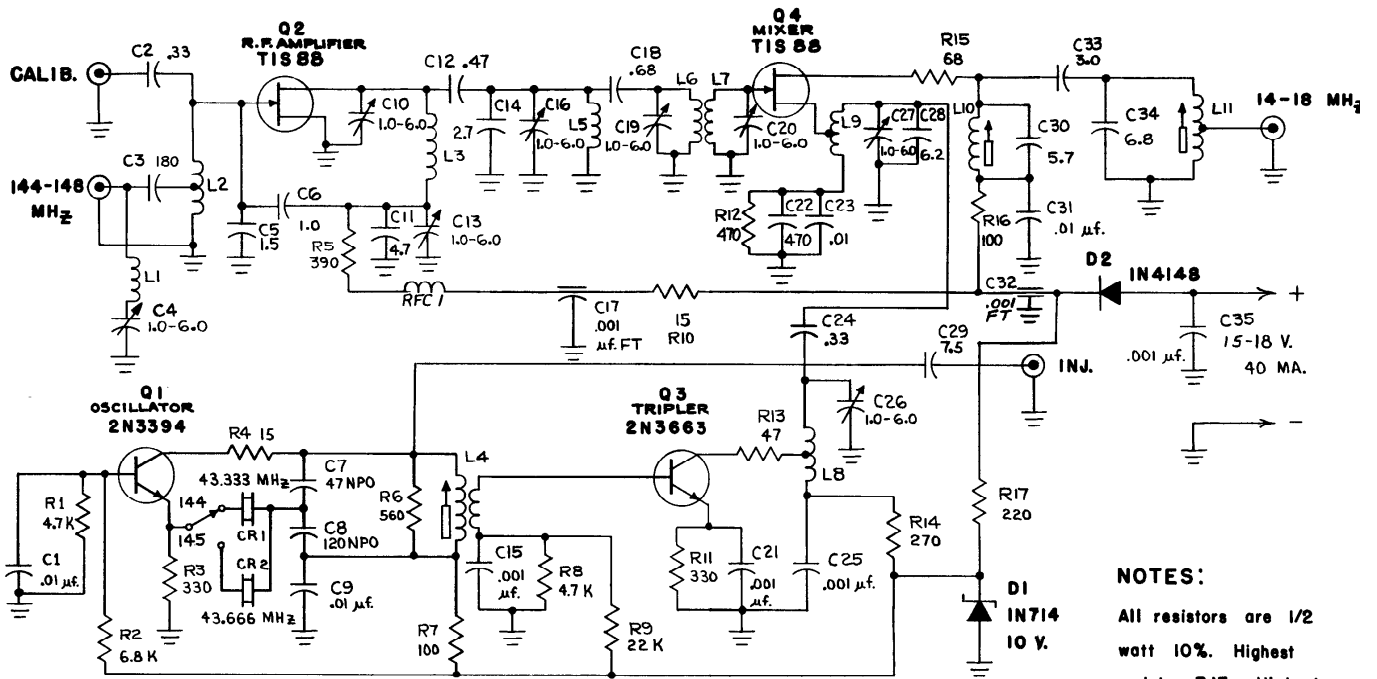 CALIB.
C2 .33
Q2
R.F. AMPLIFIER
TIS 88
C12 .47
C18
.68
Q4
MIXER
TIS 88
R15
68
C33
3.0
C10
1.0-6.0
C14
2.7
C16
1.0-6.0
L5
C19
1.0-6.0
L6
L7
C20
1.0-6.0
L9
C27
1.0-6.0
C28
6.2
L10
C30
5.7
C34
6.8
L11
14-18 MHz
C3 180
144-148
MHz
L2
L3
C5
1.5
C6
1.0
R5
390
C11
4.7
C13
1.0-6.0
L1
C4
1.0-6.0
R12
470
C22
470
C23
.01
R16
100
C31
.01 µf.
RFC 1
C17
.001
µf. FT
15
R10
C24
.33
C32
.001
FT
D2
1N4148
+
C35
.001 µf.
15-18 V.
40 MA.
-
C29
7.5
INJ.
Q1
OSCILLATOR
2N3394
R4 15
43.333 MHz
C7
47 NPO
R6
560
L4
Q3
TRIPLER
2N3663
R13
47
C26
1.0-6.0
L8
R1
4.7K
144
145
CR1
CR2
C8
120NPO
C1
.01 µf.
R3
330
43.666 MHz
C9
.01 µf.
C15
.001
µf.
R8
4.7 K
R11
330
C21
.001
µf.
C25
.001 µf.
R14
270
R17
220
R2
6.8 K
R7
100
R9
22 K
D1
1N714
10 V.
NOTES:
All resistors are 1/2
watt 10%. Highest